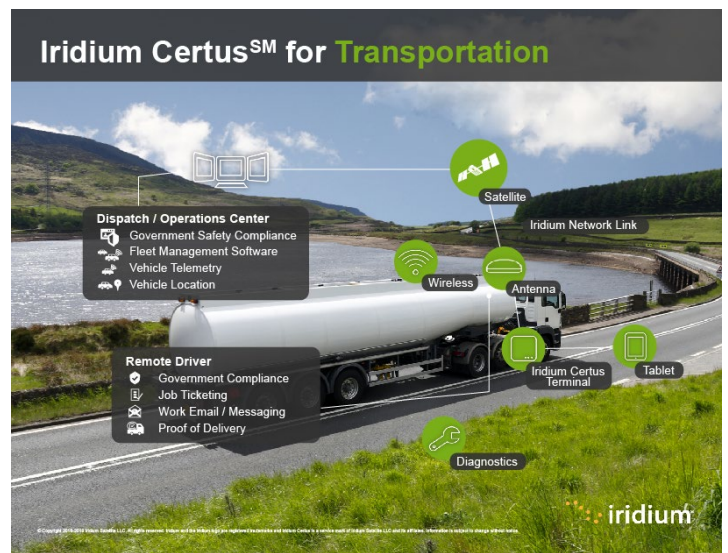 Iridium Certus℠ for Transportation
Satellite
Iridium Network Link
Dispatch / Operations Center
Government Safety Compliance
Fleet Management Software
Vehicle Telemetry
Vehicle Location
Wireless
Antenna
Remote Driver
Government Compliance
Job Ticketing
Work Email / Messaging
Proof of Delivery
Iridium Certus
Terminal
Tablet
Diagnostics
iridium